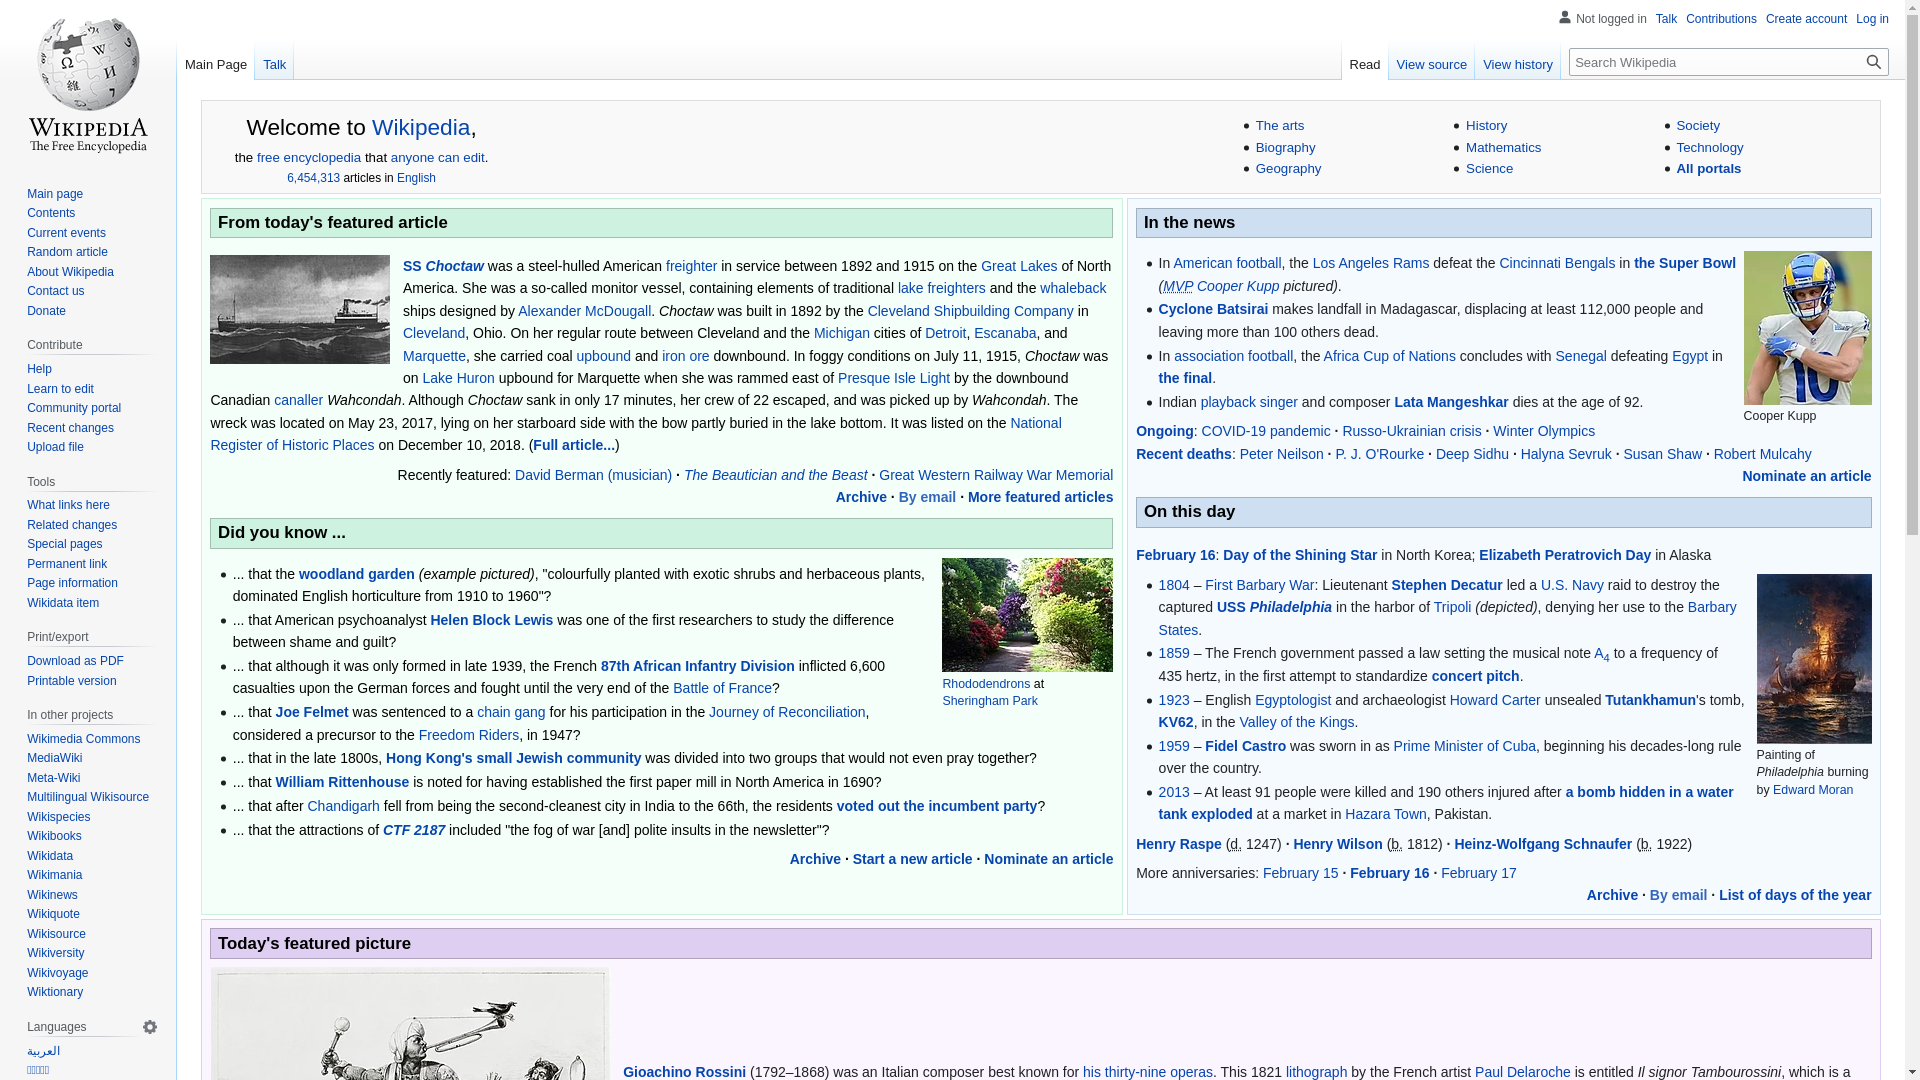 WIKIPEDIA
The Free Encyclopedia
Main page
Contents
Current events
Random article
About Wikipedia
Contact us
Donate
Contribute
Help
Learn to edit
Community portal
Recent changes
Upload file
Tools
What links here
Related changes
Special pages
Permanent link
Page information
Wikidata item
Print/export
Download as PDF
Printable version
In other projects
Wikimedia Commons
MediaWiki
Meta-Wiki
Multilingual Wikisource
Wikispecies
Wikibooks
Wikidata
Wikimania
Wikinews
Wikiquote
Wikisource
Wikiversity
Wikivoyage
Wiktionary
Languages
العربية
Not logged in Talk Contributions Create account Log in
Main Page Talk
Read View source View history Search Wikipedia
Welcome to Wikipedia,
the free encyclopedia that anyone can edit.
6,454,313 articles in English
The arts
Biography
Geography
History
Mathematics
Science
Society
Technology
All portals
From today's featured article
SS Choctaw was a steel-hulled American freighter in service between 1892 and 1915 on the Great Lakes of North
America. She was a so-called monitor vessel, containing elements of traditional lake freighters and the whaleback
ships designed by Alexander McDougall. Choctaw was built in 1892 by the Cleveland Shipbuilding Company in
Cleveland, Ohio. On her regular route between Cleveland and the Michigan cities of Detroit, Escanaba, and
Marquette, she carried coal upbound and iron ore downbound. In foggy conditions on July 11, 1915, Choctaw was
on Lake Huron upbound for Marquette when she was rammed east of Presque Isle Light by the downbound
Canadian canaller Wahcondah. Although Choctaw sank in only 17 minutes, her crew of 22 escaped, and was picked up by Wahcondah. The
wreck was located on May 23, 2017, lying on her starboard side with the bow partly buried in the lake bottom. It was listed on the National
Register of Historic Places on December 10, 2018. (Full article...)
Recently featured: David Berman (musician) · The Beautician and the Beast · Great Western Railway War Memorial
Archive · By email · More featured articles
Did you know ...
... that the woodland garden (example pictured), "colourfully planted with exotic shrubs and herbaceous plants,
dominated English horticulture from 1910 to 1960"?
... that American psychoanalyst Helen Block Lewis was one of the first researchers to study the difference
between shame and guilt?
... that although it was only formed in late 1939, the French 87th African Infantry Division inflicted 6,600
casualties upon the German forces and fought until the very end of the Battle of France?
... that Joe Felmet was sentenced to a chain gang for his participation in the Journey of Reconciliation,
considered a precursor to the Freedom Riders, in 1947?
... that in the late 1800s, Hong Kong's small Jewish community was divided into two groups that would not even pray together?
... that William Rittenhouse is noted for having established the first paper mill in North America in 1690?
... that after Chandigarh fell from being the second-cleanest city in India to the 66th, the residents voted out the incumbent party?
... that the attractions of CTF 2187 included "the fog of war [and] polite insults in the newsletter"?
Rhododendrons at
Sheringham Park
Archive · Start a new article · Nominate an article
In the news
In American football, the Los Angeles Rams defeat the Cincinnati Bengals in the Super Bowl
(MVP Cooper Kupp pictured).
Cyclone Batsirai makes landfall in Madagascar, displacing at least 112,000 people and
leaving more than 100 others dead.
In association football, the Africa Cup of Nations concludes with Senegal defeating Egypt in
the final.
Indian playback singer and composer Lata Mangeshkar dies at the age of 92.
10
Cooper Kupp
Ongoing: COVID-19 pandemic · Russo-Ukrainian crisis · Winter Olympics
Recent deaths: Peter Neilson · P. J. O'Rourke · Deep Sidhu · Halyna Sevruk · Susan Shaw · Robert Mulcahy
Nominate an article
On this day
February 16: Day of the Shining Star in North Korea; Elizabeth Peratrovich Day in Alaska
1804 – First Barbary War: Lieutenant Stephen Decatur led a U.S. Navy raid to destroy the
captured USS Philadelphia in the harbor of Tripoli (depicted), denying her use to the Barbary
States.
1859 – The French government passed a law setting the musical note A4 to a frequency of
435 hertz, in the first attempt to standardize concert pitch.
1923 – English Egyptologist and archaeologist Howard Carter unsealed Tutankhamun's tomb,
KV62, in the Valley of the Kings.
1959 – Fidel Castro was sworn in as Prime Minister of Cuba, beginning his decades-long rule
over the country.
2013 – At least 91 people were killed and 190 others injured after a bomb hidden in a water
tank exploded at a market in Hazara Town, Pakistan.
Painting of
Philadelphia burning
by Edward Moran
Henry Raspe (d. 1247) · Henry Wilson (b. 1812) · Heinz-Wolfgang Schnaufer (b. 1922)
More anniversaries: February 15 · February 16 · February 17
Archive · By email · List of days of the year
Today's featured picture
Gioachino Rossini (1792–1868) was an Italian composer best known for his thirty-nine operas. This 1821 lithograph by the French artist Paul Delaroche is entitled Il signor Tambourossini, which is a